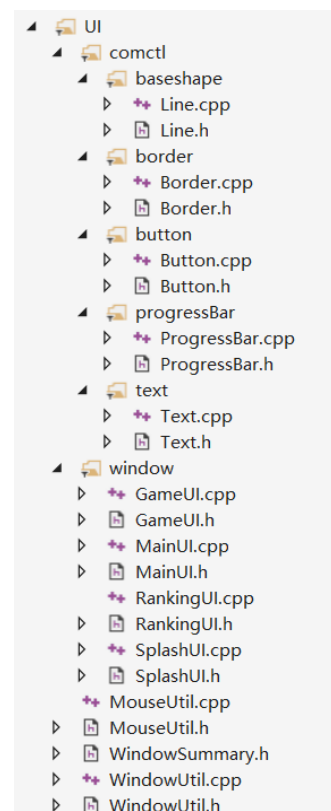 UI
comctl
baseshape
Line.cpp
Line.h
border
Border.cpp
Border.h
button
Button.cpp
Button.h
progressBar
ProgressBar.cpp
ProgressBar.h
text
Text.cpp
Text.h
window
GameUI.cpp
GameUI.h
MainUI.cpp
MainUI.h
RankingUI.cpp
RankingUI.h
SplashUI.cpp
SplashUI.h
MouseUtil.cpp
MouseUtil.h
WindowSummary.h
WindowUtil.cpp
WindowUtil.h